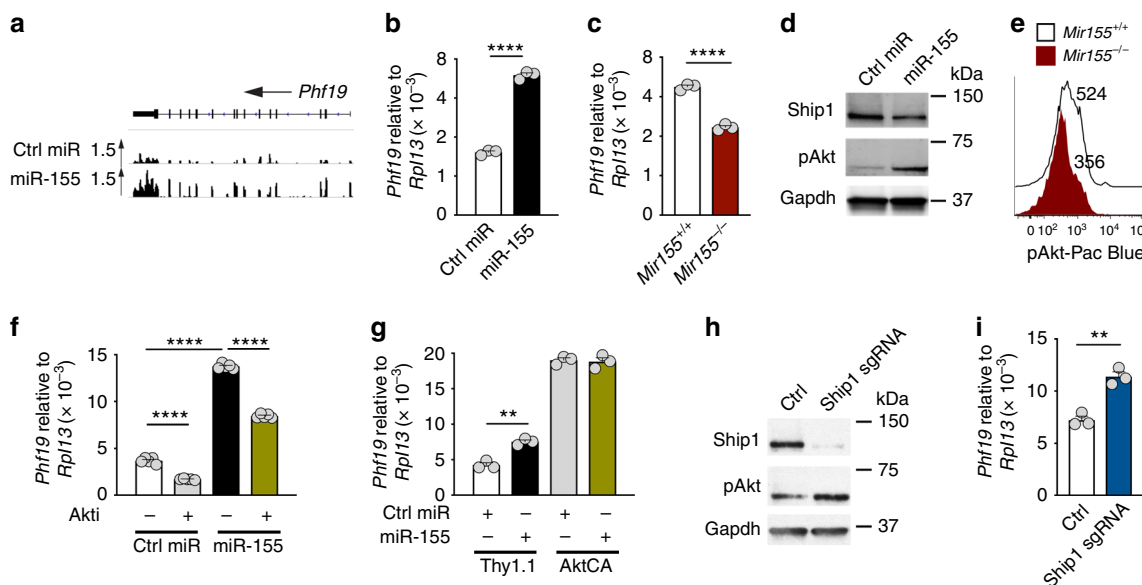 a
Phf19
Ctrl miR 1.5
miR-155 1.5
b
Phf19 relative to
Rpl13 (× 10⁻³)
8
6
4
2
0
****
Ctrl miR
miR-155
c
Phf19 relative to
Rpl13 (× 10⁻³)
8
6
4
2
0
****
Mir155+/+
Mir155−/−
d
Ctrl miR
miR-155
kDa
Ship1
150
pAkt
75
Gapdh
37
e
Mir155+/+
Mir155−/−
524
356
0 10² 10³ 10⁴ 10
pAkt-Pac Blue
f
Phf19 relative to
Rpl13 (× 10⁻³)
15
10
5
0
**** ****
****
Akti − + − +
Ctrl miR miR-155
g
Phf19 relative to
Rpl13 (× 10⁻³)
20
15
10
5
0
**
Ctrl miR + − + −
miR-155 − + − +
Thy1.1 AktCA
h
Ctrl
Ship1 sgRNA
kDa
Ship1
150
pAkt
75
Gapdh
37
i
Phf19 relative to
Rpl13 (× 10⁻³)
15
10
5
0
**
Ctrl
Ship1 sgRNA